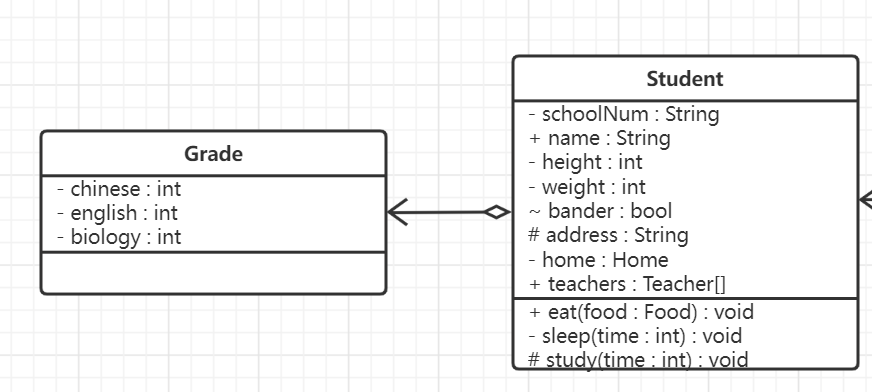 Grade
- chinese : int
- english : int
- biology : int
Student
- schoolNum : String
+ name : String
- height : int
- weight : int
~ bander : bool
# address : String
- home : Home
+ teachers : Teacher[]
+ eat(food : Food) : void
- sleep(time : int) : void
# study(time : int) : void